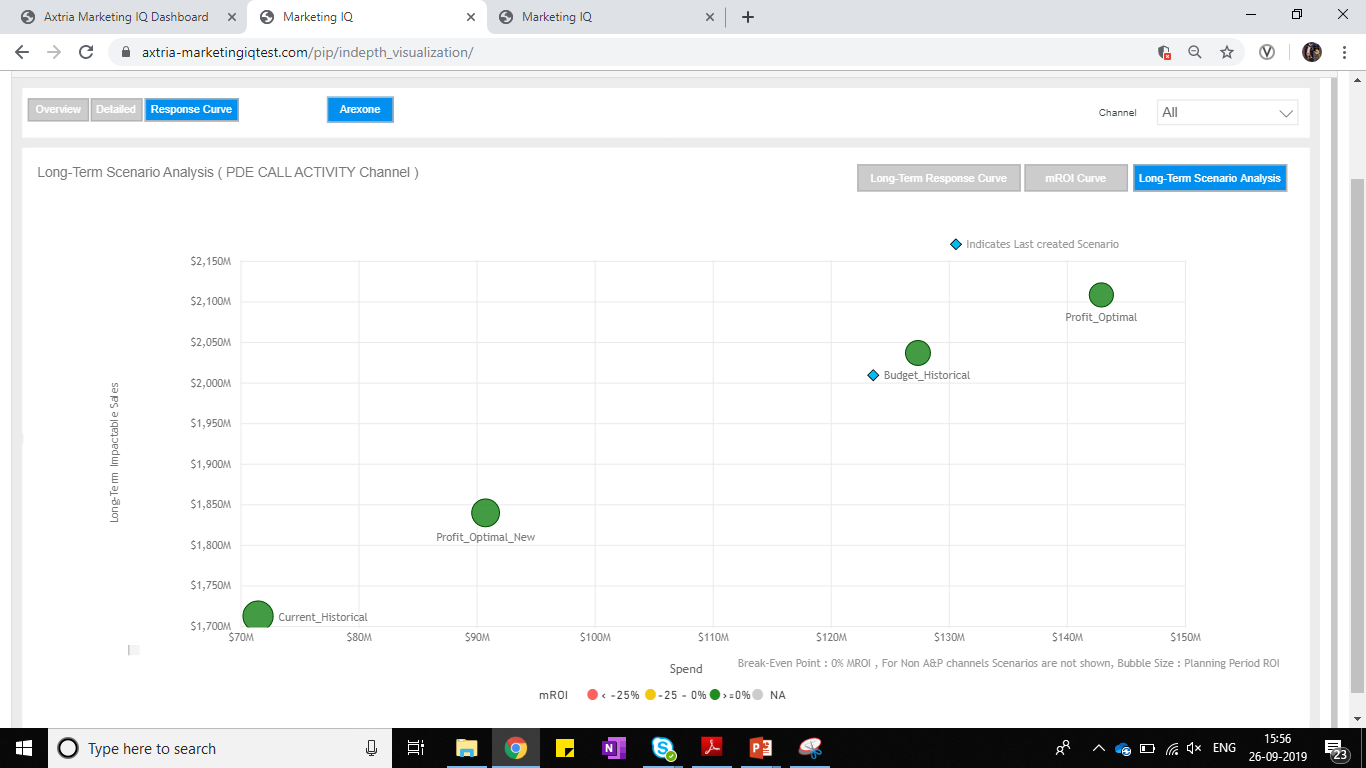 Axtria Marketing IQ Dashboard
Marketing IQ
Marketing IQ
axtria-marketingiqtest.com/pip/indepth_visualization/
Overview Detailed Response Curve Arexone Channel All
Long-Term Scenario Analysis ( PDE CALL ACTIVITY Channel )
Long-Term Response Curve mROI Curve Long-Term Scenario Analysis
Indicates Last created Scenario
$2,150M
$2,100M
$2,050M
$2,000M
$1,950M
$1,900M
$1,850M
$1,800M
$1,750M
$1,700M
Long-Term Impactable Sales
Profit_Optimal
Budget_Historical
Profit_Optimal_New
Current_Historical
$70M $80M $90M $100M $110M $120M $130M $140M $150M
Spend
Break-Even Point : 0% MROI , For Non A&P channels Scenarios are not shown, Bubble Size : Planning Period ROI
mROI < -25% -25 - 0% >=0% NA
Type here to search
ENG
15:56
26-09-2019
23